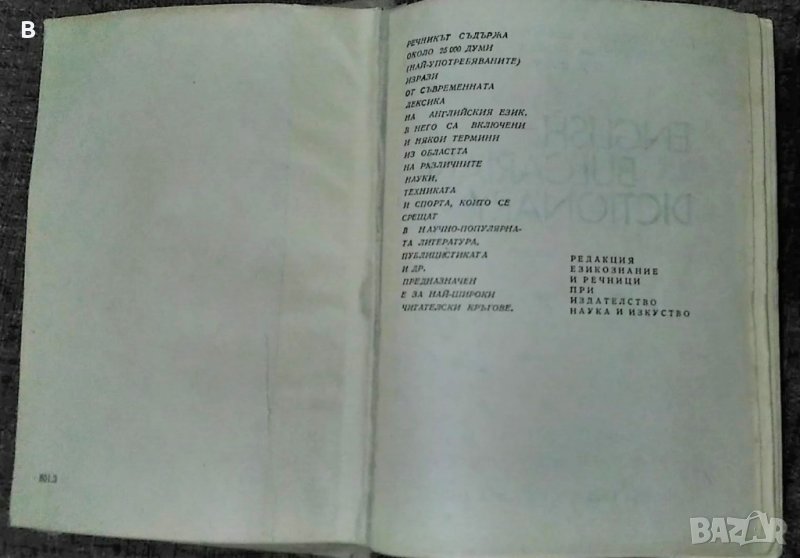 B
РЕЧНИКЪТ СЪДЪРЖА
ОКОЛО 25 000 ДУМИ
(НАЙ-УПОТРЕБЯВАНИТЕ)
ИЗРАЗИ
ОТ СЪВРЕМЕННАТА
ЛЕКСИКА
НА АНГЛИЙСКИЯ ЕЗИК.
В НЕГО СА ВКЛЮЧЕНИ
И НЯКОИ ТЕРМИНИ
ИЗ ОБЛАСТТА
НА РАЗЛИЧНИТЕ
НАУКИ,
ТЕХНИКАТА
И СПОРТА, КОИТО СЕ
СРЕЩАТ
В НАУЧНО-ПОПУЛЯРНА-
ТА ЛИТЕРАТУРА,
ПУБЛИЦИСТИКАТА
И ДР.
ПРЕДНАЗНАЧЕН
Е ЗА НАЙ-ШИРОКИ
ЧИТАТЕЛСКИ КРЪГОВЕ.
РЕДАКЦИЯ
ЕЗИКОЗНАНИЕ
И РЕЧНИЦИ
ПРИ
ИЗДАТЕЛСТВО
НАУКА И ИЗКУСТВО
801.3
BAZAR